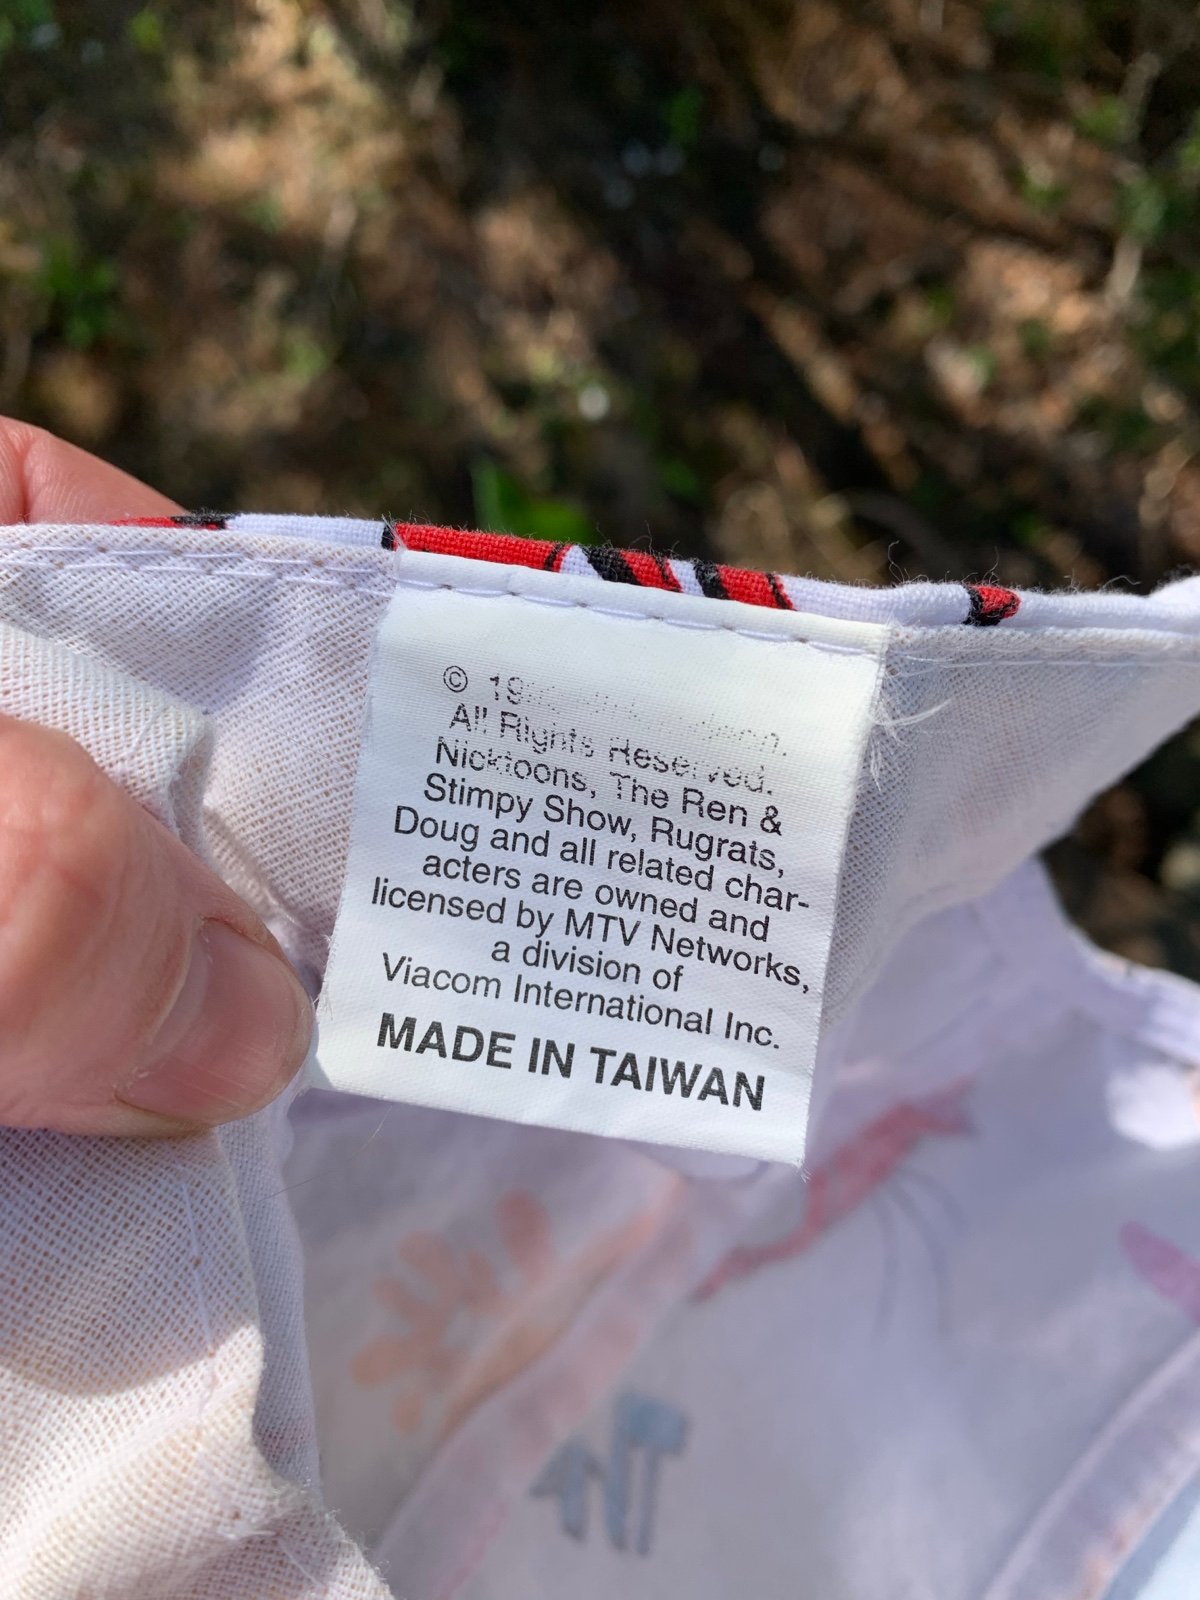 ©
All Rights Reserved.
Nicktoons, The Ren &
Stimpy Show, Rugrats,
Doug and all related char-
acters are owned and
licensed by MTV Networks,
a division of
Viacom International Inc.
MADE IN TAIWAN